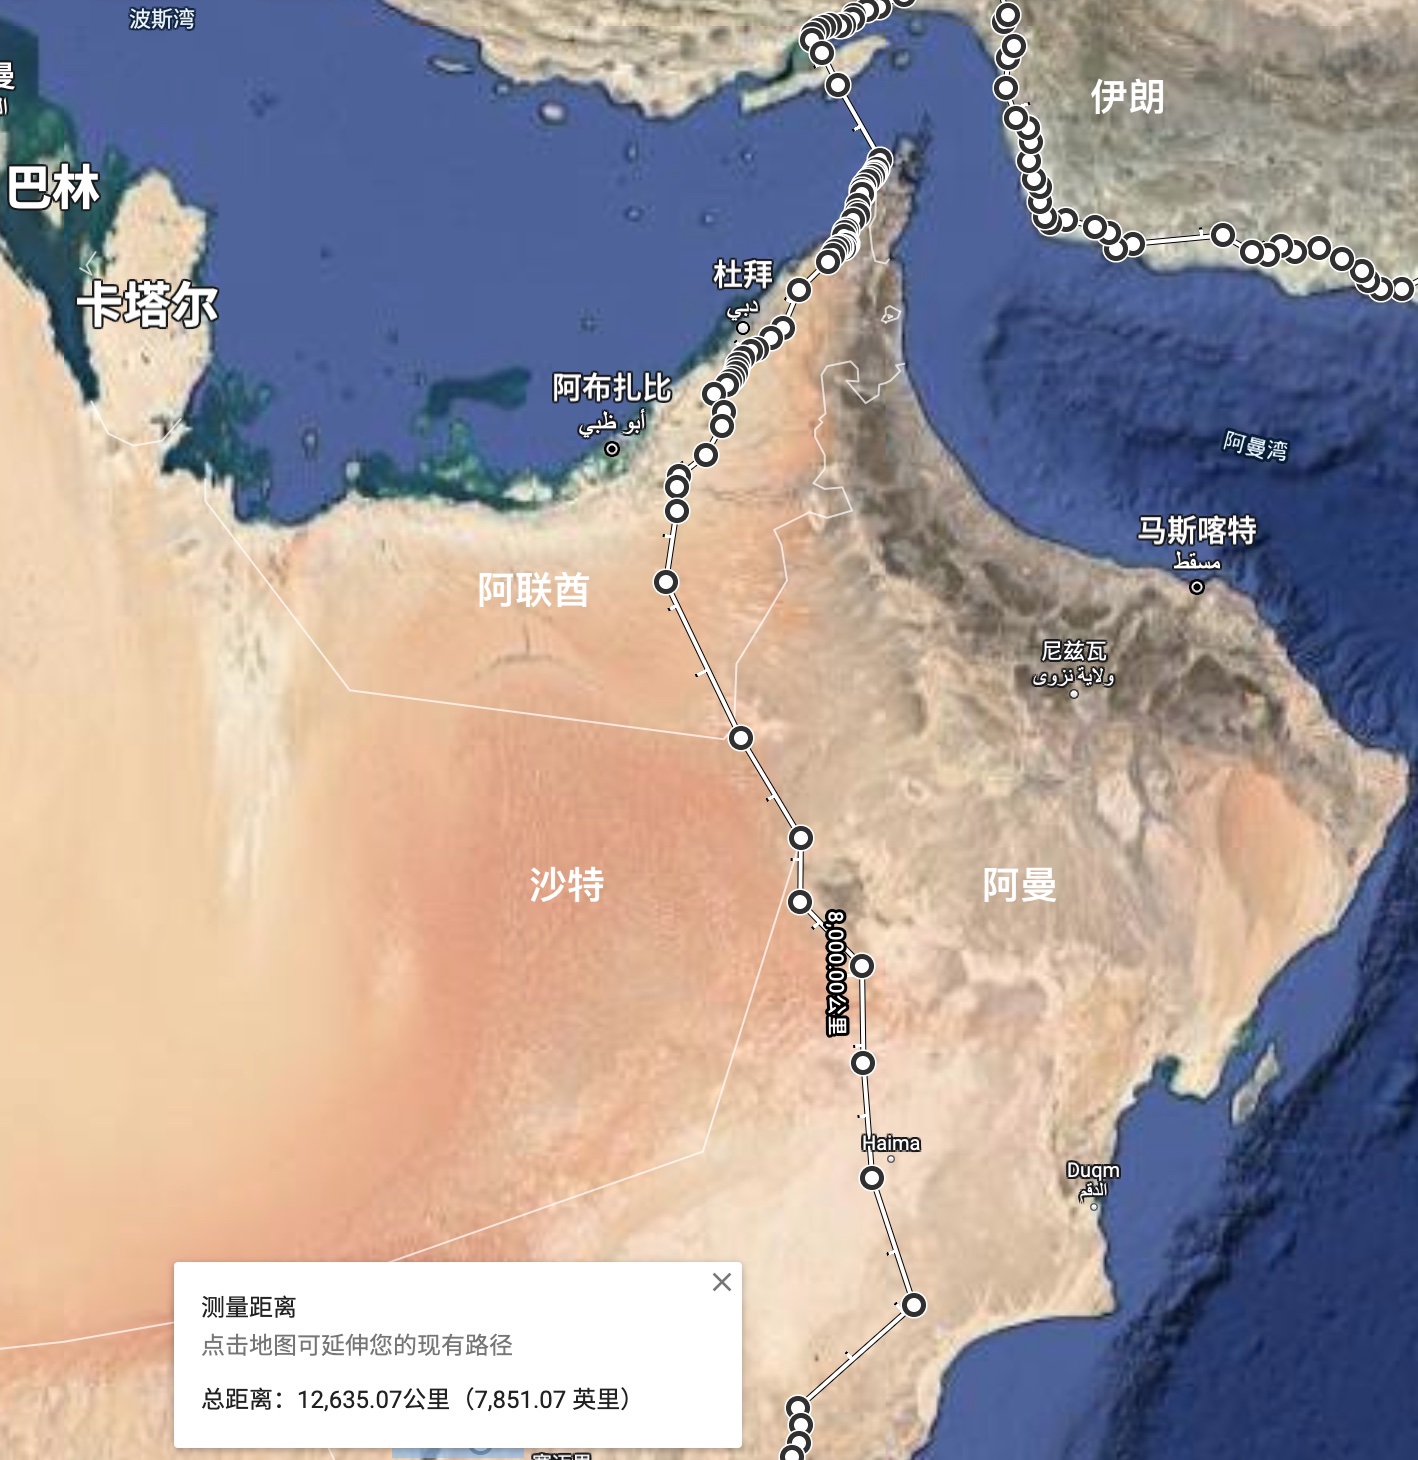 波斯湾
曼
伊朗
巴林
杜拜
دبي
卡塔尔
阿布扎比
أبو ظبي
阿曼湾
马斯喀特
مسقط
阿联酋
尼兹瓦
ولاية نزوى
沙特
阿曼
8,000.00公里
Haima
Duqm
الدقم
测量距离
点击地图可延伸您的现有路径
总距离：12,635.07公里（7,851.07 英里）